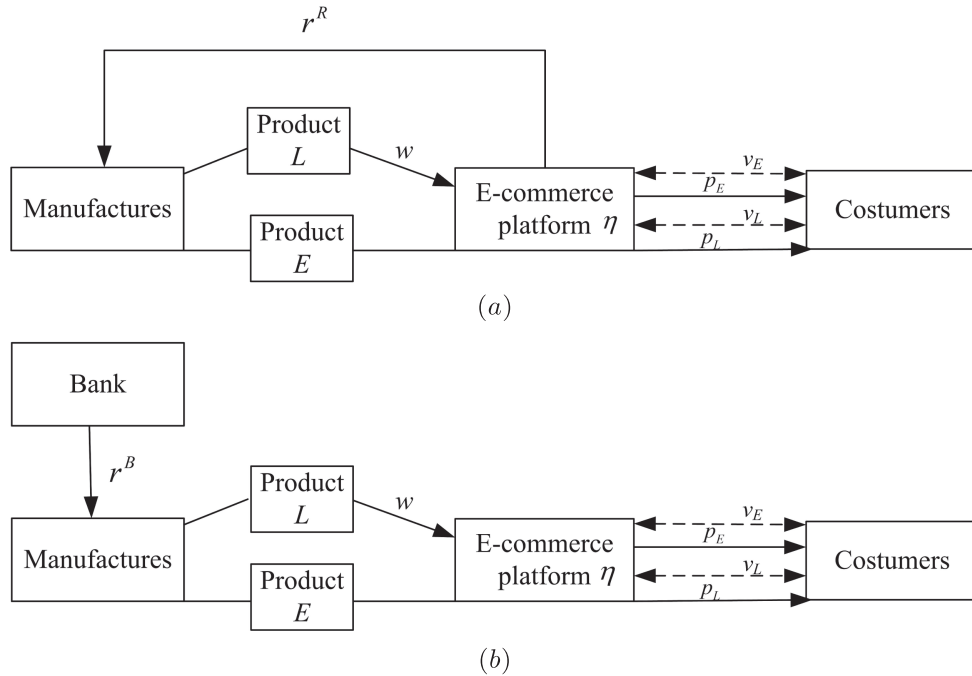 r^R
Product
L
w
Manufactures
E-commerce
platform η
v_E
p_E
v_L
p_L
Costumers
Product
E
(a)
Bank
r^B
Product
L
w
Manufactures
E-commerce
platform η
v_E
p_E
v_L
p_L
Costumers
Product
E
(b)